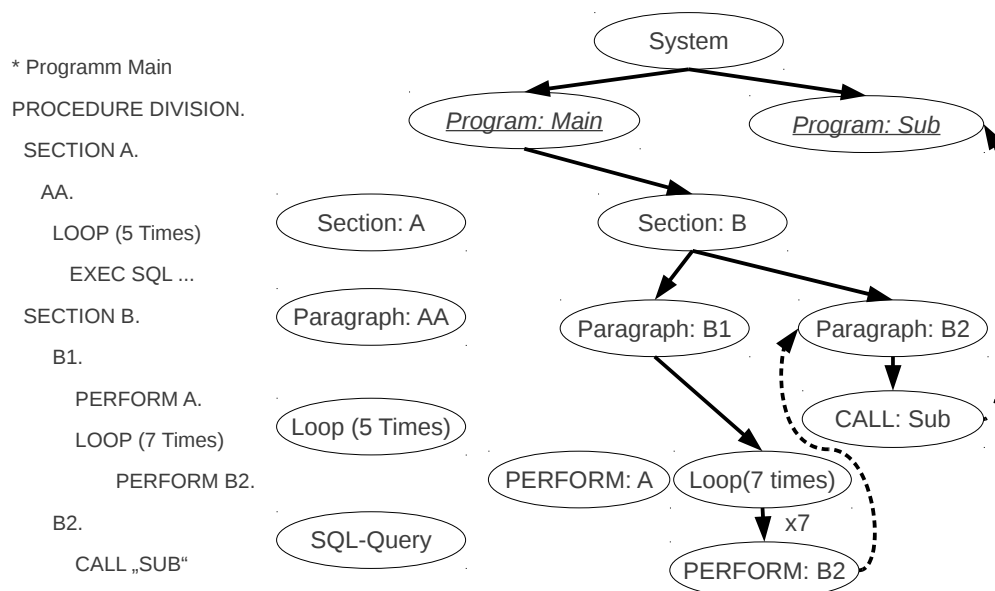 * Programm Main
PROCEDURE DIVISION.
SECTION A.
AA.
LOOP (5 Times)
EXEC SQL ...
SECTION B.
B1.
PERFORM A.
LOOP (7 Times)
PERFORM B2.
B2.
CALL „SUB“
System
Program: Main
Program: Sub
Section: A
Section: B
Paragraph: AA
Paragraph: B1
Paragraph: B2
Loop (5 Times)
CALL: Sub
PERFORM: A
Loop(7 times)
x7
SQL-Query
PERFORM: B2